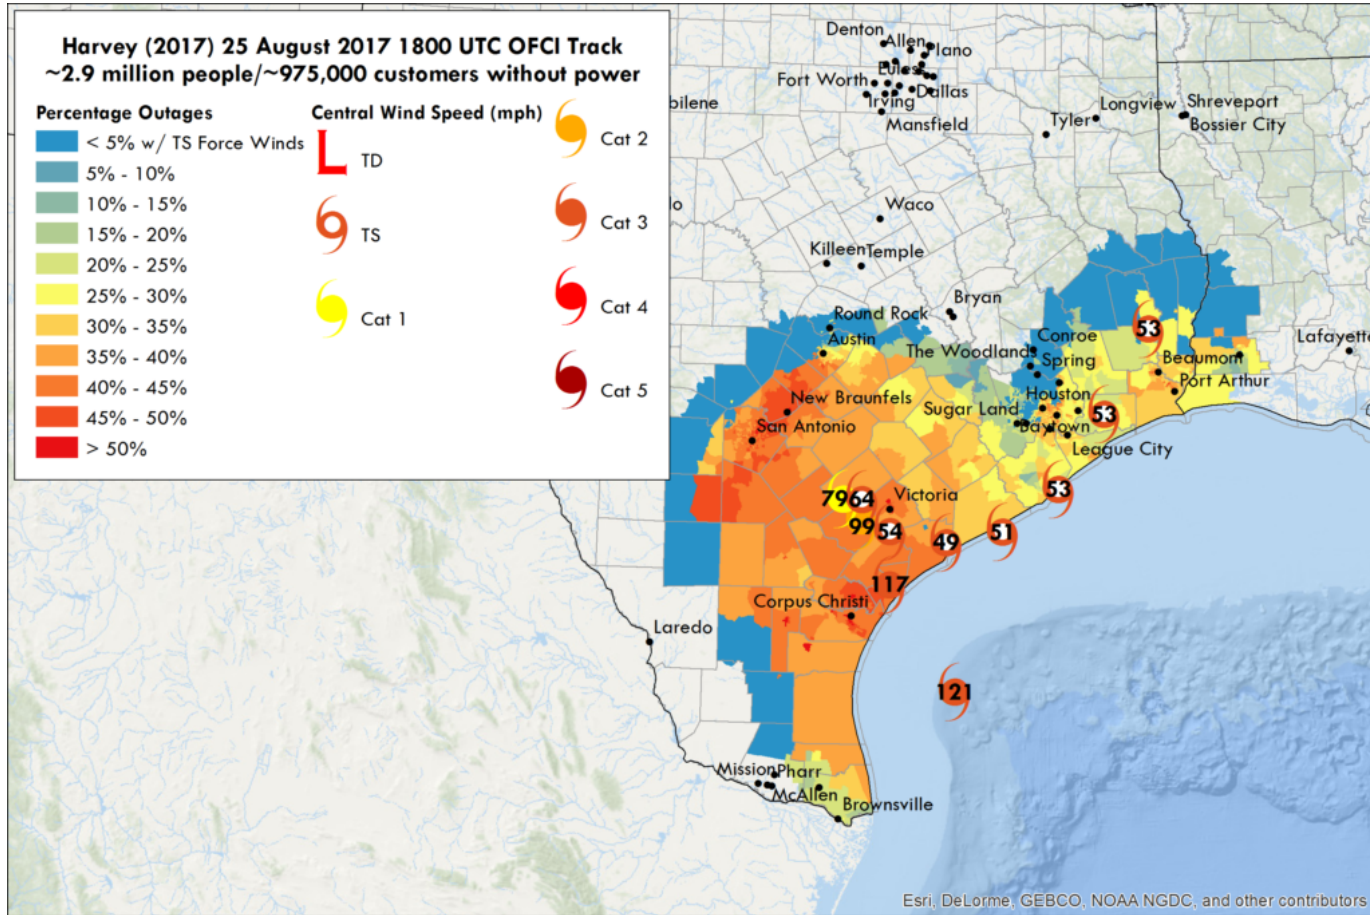 Harvey (2017) 25 August 2017 1800 UTC OFCI Track
~2.9 million people/~975,000 customers without power
Percentage Outages
< 5% w/ TS Force Winds
5% - 10%
10% - 15%
15% - 20%
20% - 25%
25% - 30%
30% - 35%
35% - 40%
40% - 45%
45% - 50%
> 50%
Central Wind Speed (mph)
TD
TS
Cat 1
Cat 2
Cat 3
Cat 4
Cat 5
Denton
Allen
Plano
Fort Worth
Irving
Dallas
Mansfield
bilene
Tyler
Longview
Shreveport
Bossier City
lo
Waco
Killeen
Temple
Bryan
Round Rock
Austin
The Woodlands
Conroe
Spring
53
Beaumont
Port Arthur
Lafayette
New Braunfels
San Antonio
Sugar Land
Houston
Baytown
53
League City
79
64
Victoria
53
99
54
49
51
117
Corpus Christi
Laredo
121
Mission
Pharr
McAllen
Brownsville
Esri, DeLorme, GEBCO, NOAA NGDC, and other contributors